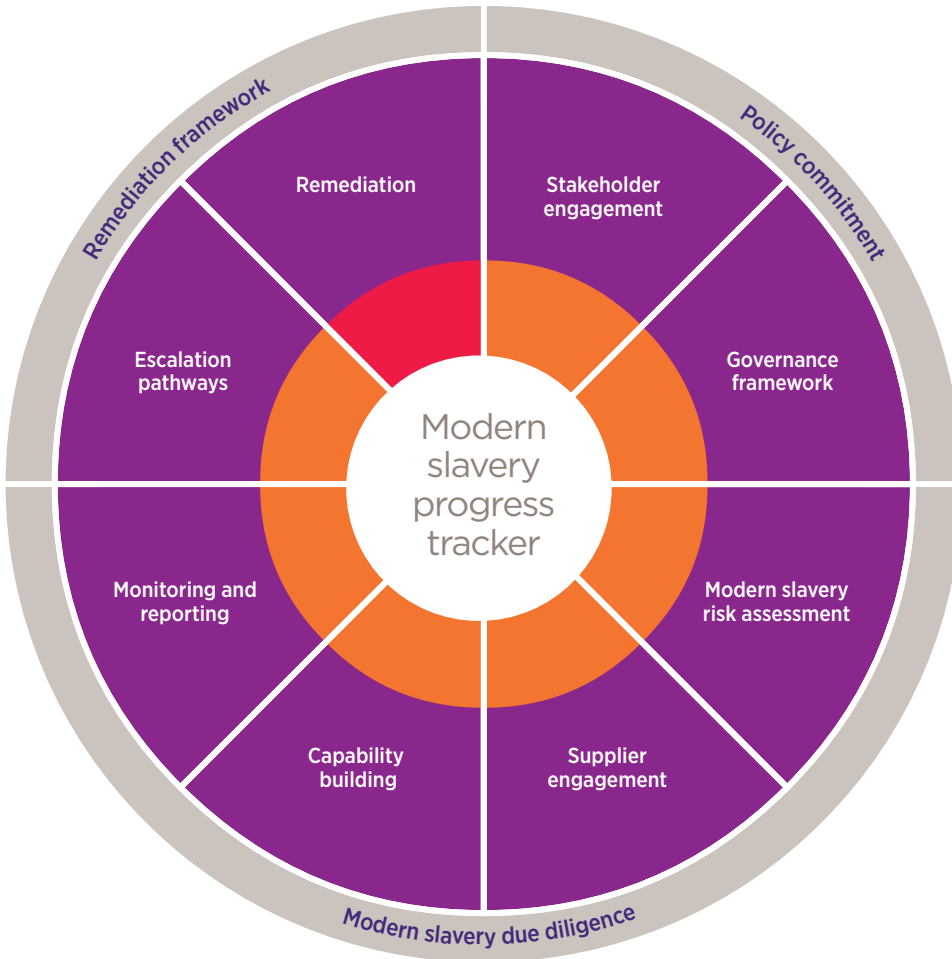 Remediation framework
Policy commitment
Remediation
Stakeholder
engagement
Escalation
pathways
Governance
framework
Modern
slavery
progress
tracker
Monitoring and
reporting
Modern slavery
risk assessment
Capability
building
Supplier
engagement
Modern slavery due diligence